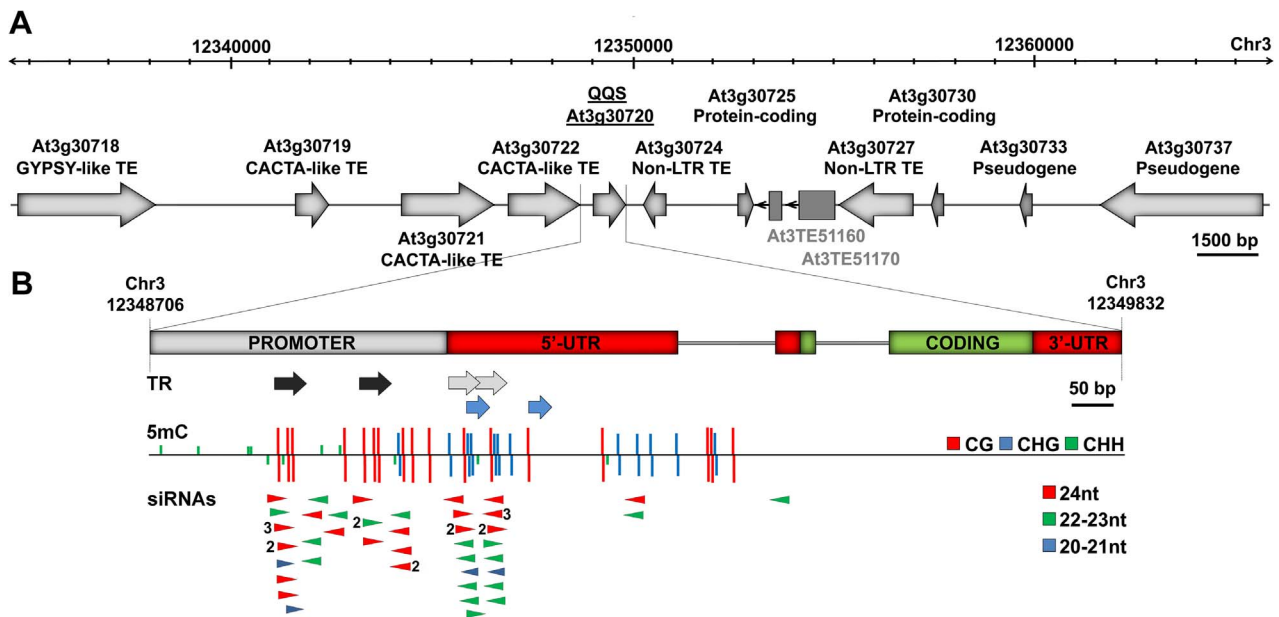 A
12340000
12350000
12360000
Chr3
QQS
At3g30720
At3g30725
Protein-coding
At3g30730
Protein-coding
At3g30718
GYPSY-like TE
At3g30719
CACTA-like TE
At3g30722
CACTA-like TE
At3g30724
Non-LTR TE
At3g30727
Non-LTR TE
At3g30733
Pseudogene
At3g30737
Pseudogene
At3g30721
CACTA-like TE
At3TE51160
At3TE51170
1500 bp
B
Chr3
12348706
Chr3
12349832
PROMOTER
5’-UTR
CODING
3’-UTR
TR
50 bp
5mC
CG
CHG
CHH
siRNAs
24nt
22-23nt
20-21nt
3
2
2
2
2
2
3